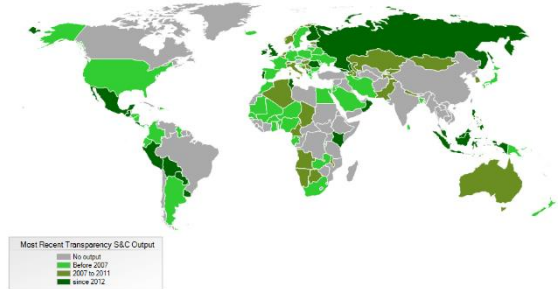 Most Recent Transparency S&C Output
No output
Before 2007
2007 to 2011
since 2012